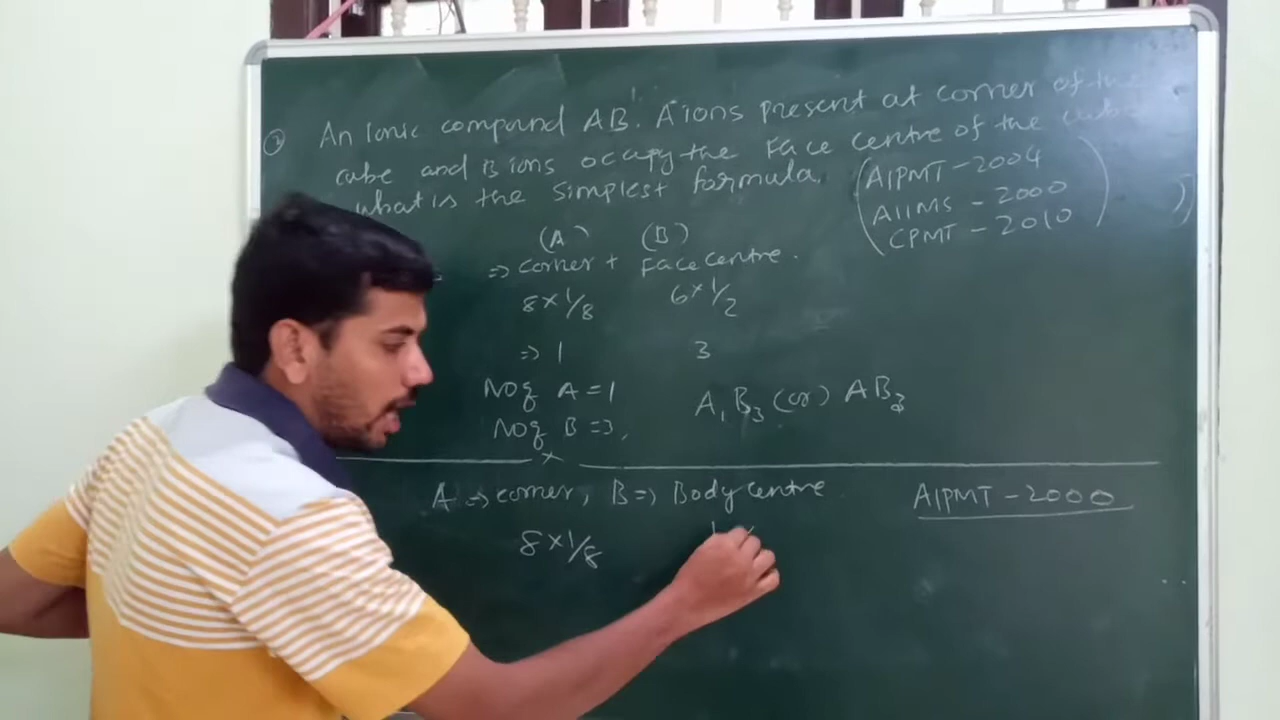 ② An Ionic compound AB. A ions present at corner of the
cube and B ions occupy the Face centre of the cube
what is the simplest formula.
(AIPMT - 2004
AIIMS - 2000
CPMT - 2010)
(A) (B)
⇒ corner + Face centre.
8 × 1/8 6 × 1/2
⇒ 1 3
No of A = 1
No of B = 3,
A₁B₃ (or) AB₃
x
A ⇒ corner, B ⇒ Body centre.
AIPMT - 2000
8 × 1/8 1 ×